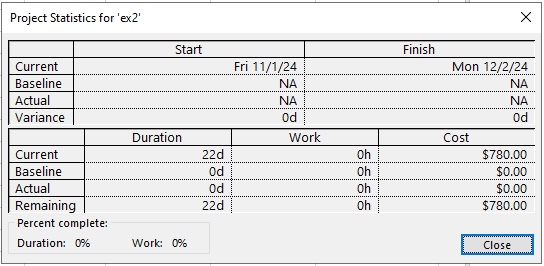 Project Statistics for 'ex2'
Start Finish
Current Fri 11/1/24 Mon 12/2/24
Baseline NA NA
Actual NA NA
Variance 0d 0d
Duration Work Cost
Current 22d 0h $780.00
Baseline 0d 0h $0.00
Actual 0d 0h $0.00
Remaining 22d 0h $780.00
Percent complete:
Duration: 0% Work: 0%
Close